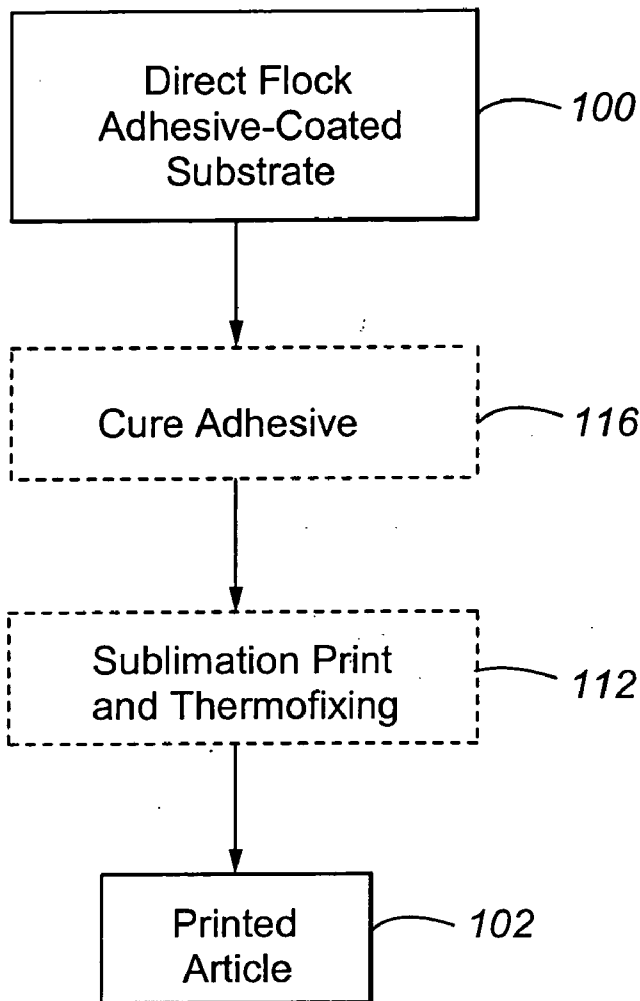 Direct Flock
Adhesive-Coated
Substrate
100
Cure Adhesive
116
Sublimation Print
and Thermofixing
112
Printed
Article
102